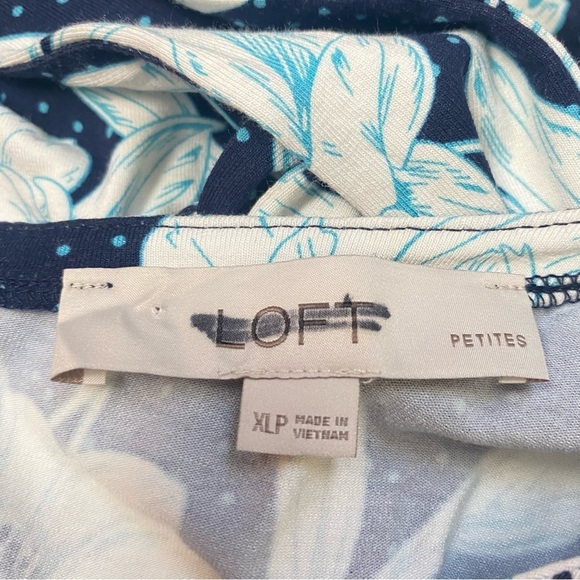 LOFT
PETITES
XLP MADE IN
VIETNAM